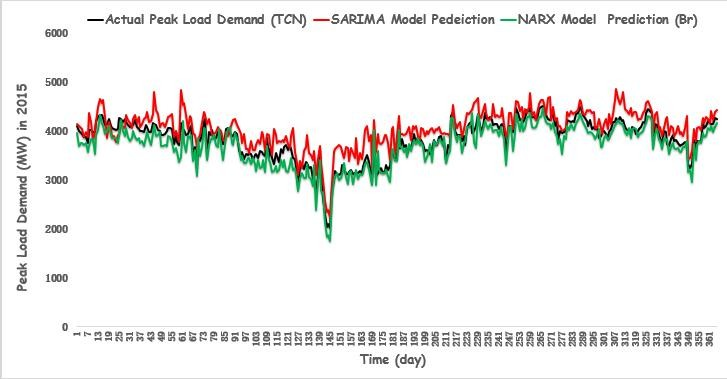 Actual Peak Load Demand (TCN) SARIMA Model Pedeiction NARX Model Prediction (Br)
6000
5000
4000
3000
2000
1000
0
Peak Load Demand (MW) in 2015
1 7 13 19 25 31 37 43 49 55 61 67 73 79 85 91 97 103 109 115 121 127 133 139 145 151 157 163 169 175 181 187 193 199 205 211 217 223 229 235 241 247 253 259 265 271 277 283 289 295 301 307 313 319 325 331 337 343 349 355 361
Time (day)